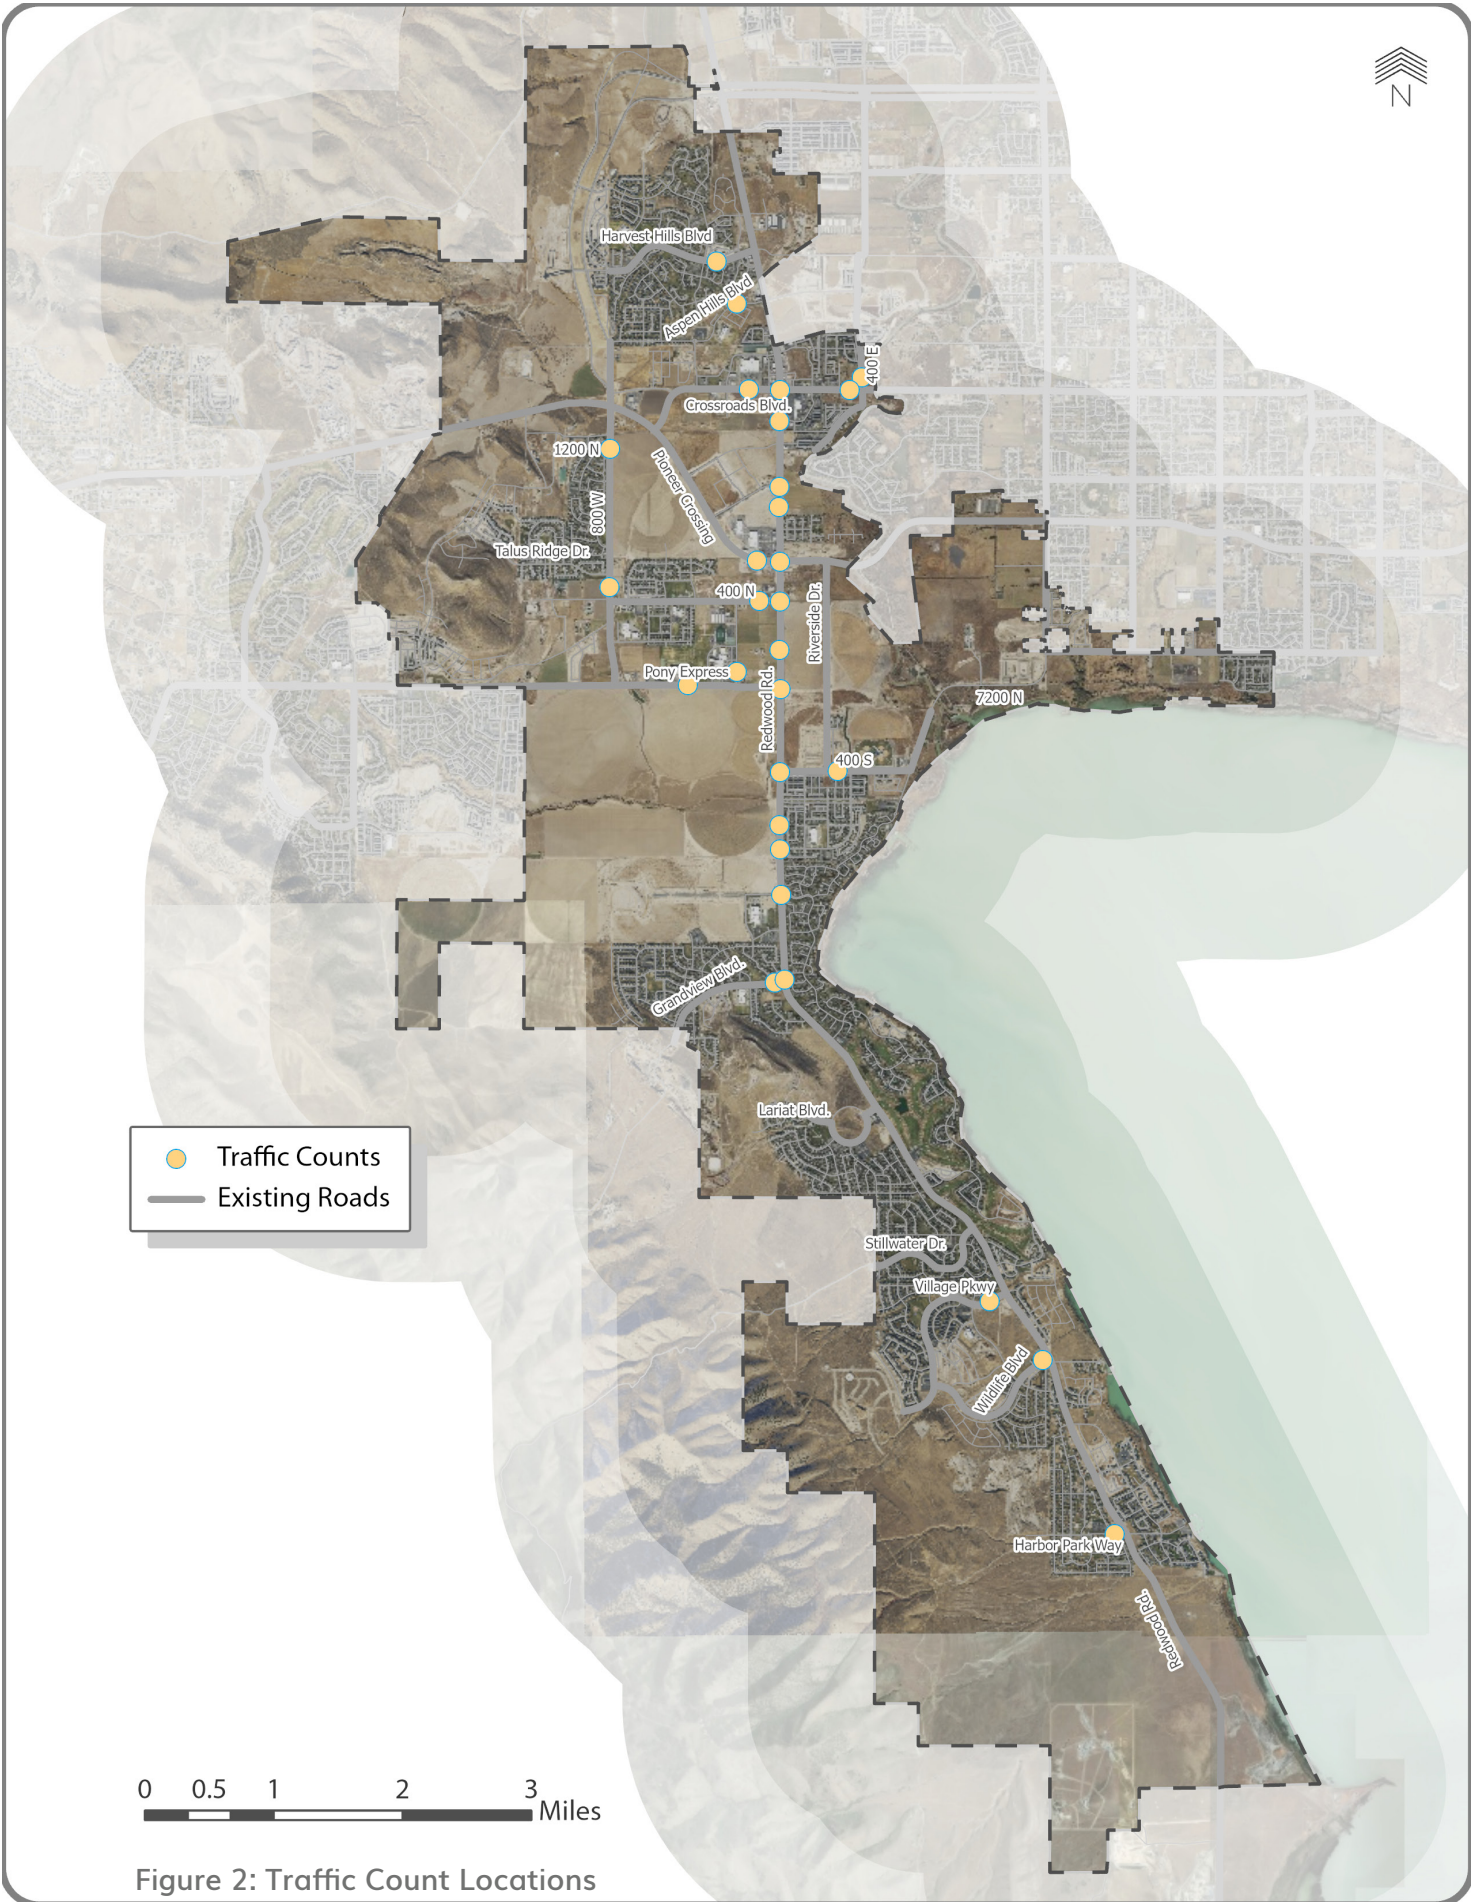 N
Harvest Hills Blvd
Aspen Hills Blvd
400 E
Crossroads Blvd.
1200 N
Pioneer Crossing
800 W
Talus Ridge Dr.
400 N
Riverside Dr.
Pony Express
Redwood Rd.
7200 N
400 S
Grandview Blvd.
Lariat Blvd.
Traffic Counts
Existing Roads
Stillwater Dr.
Village Pkwy
Wildlife Blvd
Harbor Park Way
Redwood Rd.
0 0.5 1 2 3
Miles
Figure 2: Traffic Count Locations